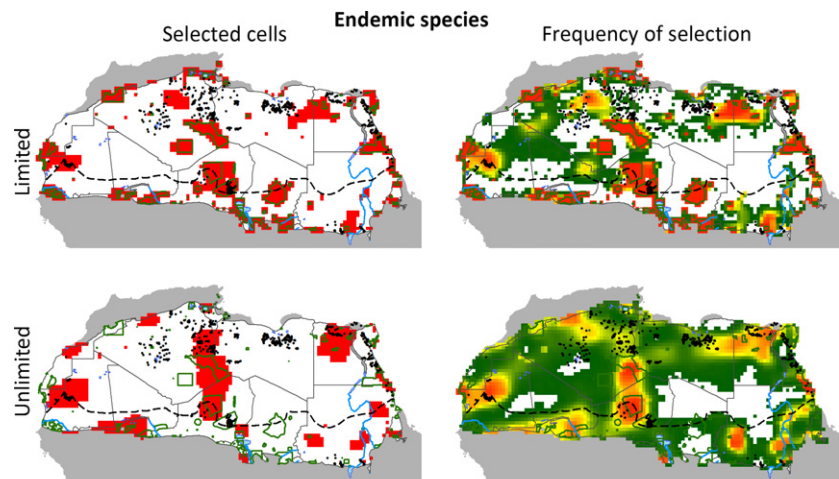 Endemic species
Selected cells
Frequency of selection
Limited
Unlimited